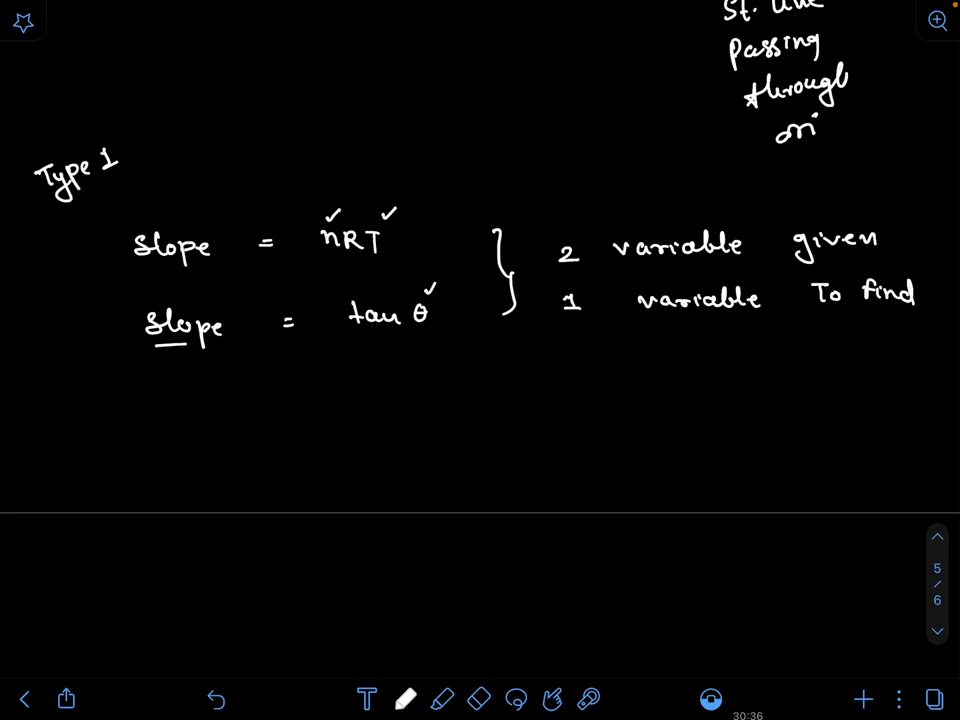 St. line
passing
through
ori
Type 1
slope = nRT
2 variable given
slope = tan θ
1 variable To find
5
/
6
30:36